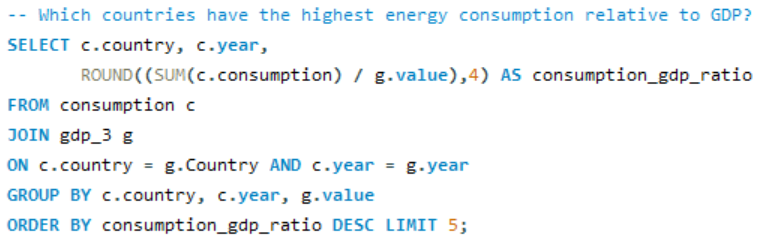 -- Which countries have the highest energy consumption relative to GDP?
SELECT c.country, c.year,
ROUND((SUM(c.consumption) / g.value),4) AS consumption_gdp_ratio
FROM consumption c
JOIN gdp_3 g
ON c.country = g.Country AND c.year = g.year
GROUP BY c.country, c.year, g.value
ORDER BY consumption_gdp_ratio DESC LIMIT 5;